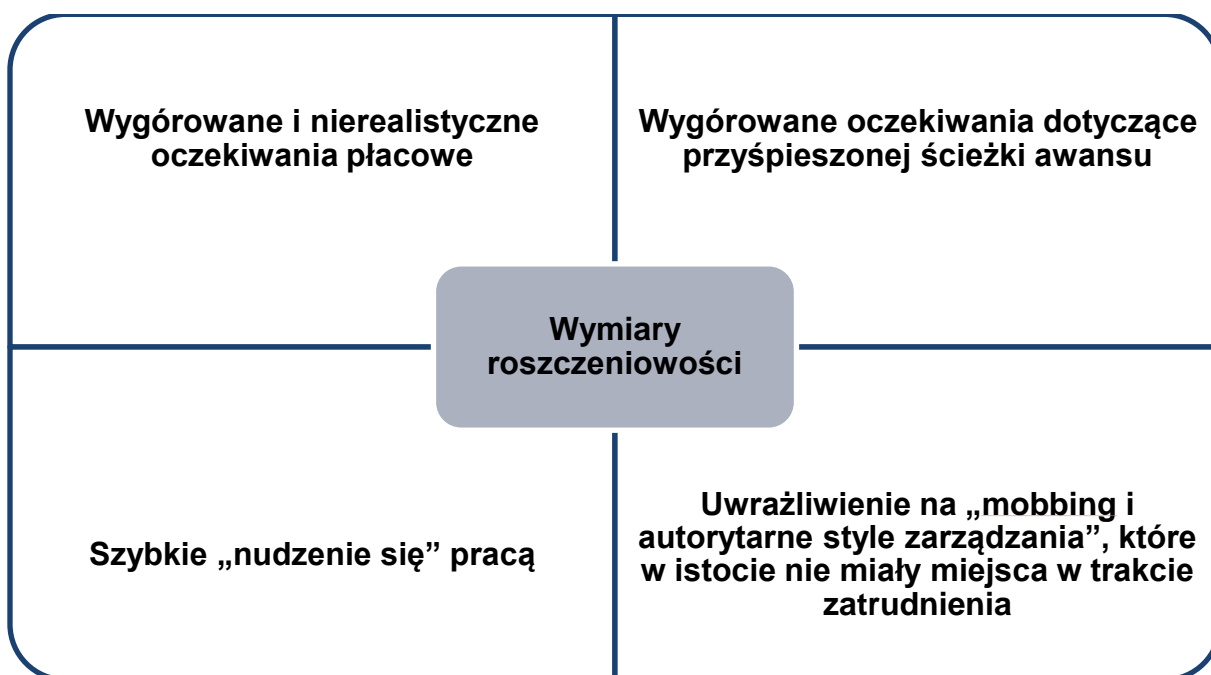 Wygórowane i nierealistyczne
oczekiwania płacowe
Wygórowane oczekiwania dotyczące
przyśpieszonej ścieżki awansu
Wymiary
roszczeniowości
Szybkie „nudzenie się” pracą
Uwrażliwienie na „mobbing i
autorytarne style zarządzania”, które
w istocie nie miały miejsca w trakcie
zatrudnienia